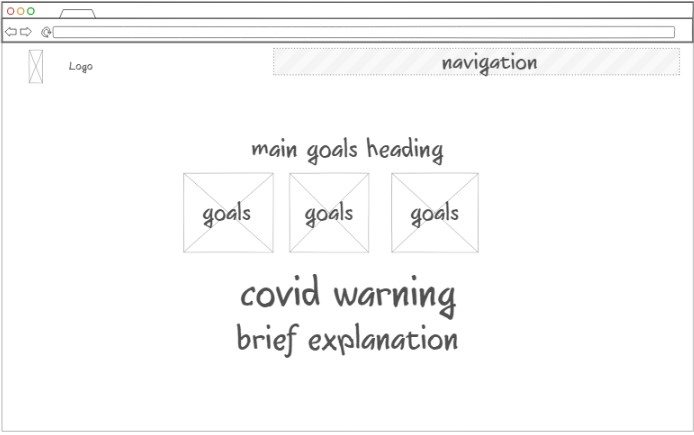 Logo
navigation
main goals heading
goals goals goals
covid warning
brief explanation